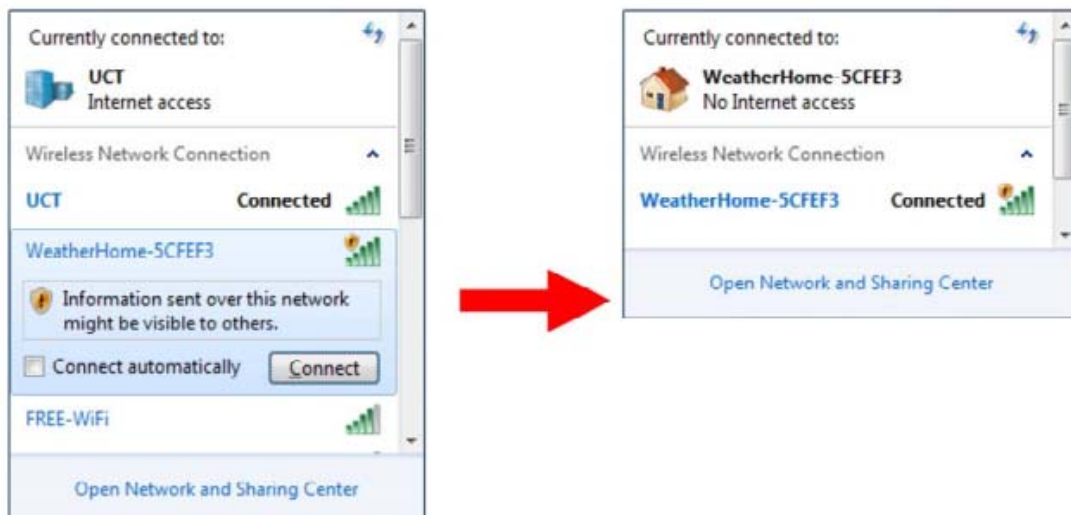 Currently connected to:
UCT
Internet access
Wireless Network Connection
UCT Connected
WeatherHome-5CFEF3
Information sent over this network
might be visible to others.
Connect automatically Connect
FREE-WiFi
Open Network and Sharing Center
Currently connected to:
WeatherHome-5CFEF3
No Internet access
Wireless Network Connection
WeatherHome-5CFEF3 Connected
Open Network and Sharing Center